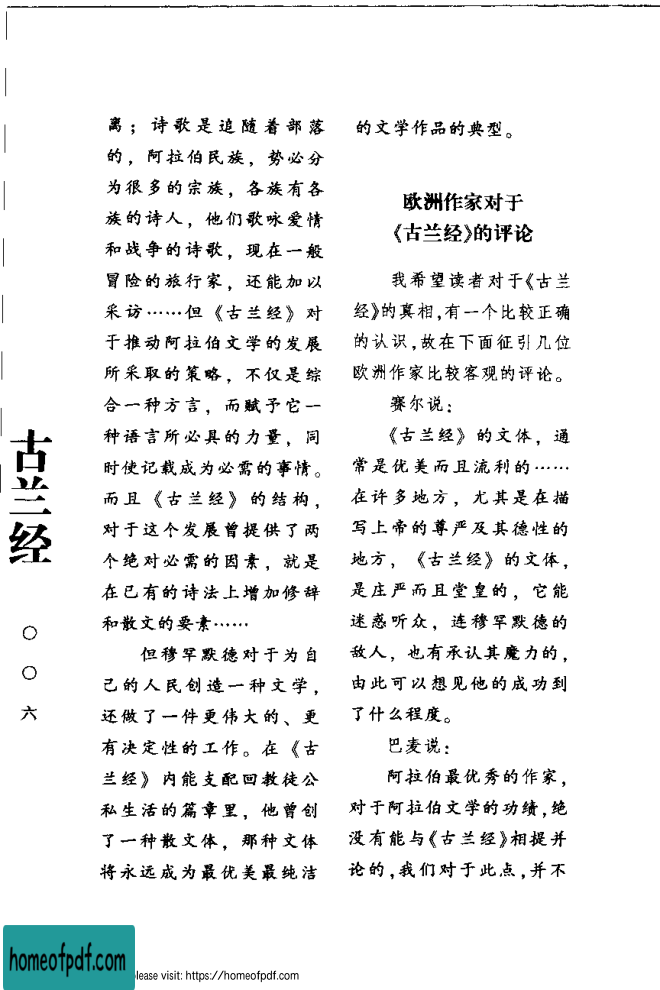 离；诗歌是追随着部落
的，阿拉伯民族，势必分
为很多的宗族，各族有各
族的诗人，他们歌咏爱情
和战争的诗歌，现在一般
冒险的旅行家，还能加以
采访……但《古兰经》对
于推动阿拉伯文学的发展
所采取的策略，不仅是综
合一种方言，而赋予它一
种语言所必具的力量，同
时使记载成为必需的事情。
而且《古兰经》的结构，
对于这个发展曾提供了两
个绝对必需的因素，就是
在已有的诗法上增加修辞
和散文的要素……
但穆罕默德对于为自
己的人民创造一种文学，
还做了一件更伟大的、更
有决定性的工作。在《古
兰经》内能支配回教徒公
私生活的篇章里，他曾创
了一种散文体，那种文体
将永远成为最优美最纯洁
的文学作品的典型。
欧洲作家对于
《古兰经》的评论
我希望读者对于《古兰
经》的真相，有一个比较正确
的认识，故在下面征引几位
欧洲作家比较客观的评论。
赛尔说：
《古兰经》的文体，通
常是优美而且流利的……
在许多地方，尤其是在描
写上帝的尊严及其德性的
地方，《古兰经》的文体，
是庄严而且堂皇的，它能
迷惑听众，连穆罕默德的
敌人，也有承认其魔力的，
由此可以想见他的成功到
了什么程度。
巴麦说：
阿拉伯最优秀的作家，
对于阿拉伯文学的功绩，绝
没有能与《古兰经》相提并
论的，我们对于此点，并不
古兰经
〇〇六
homeofpdf.com
lease visit: https://homeofpdf.com